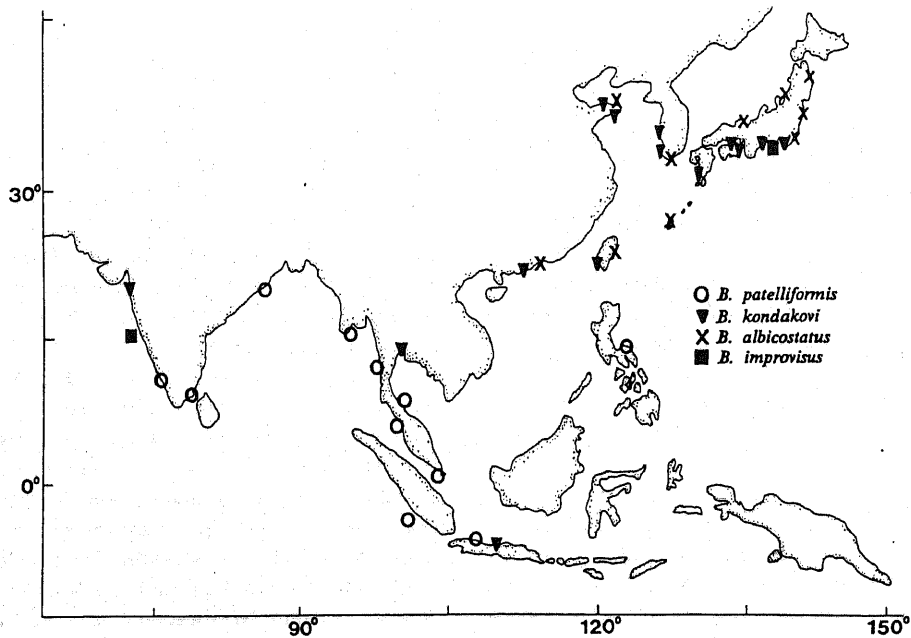 30°
B. patelliformis
B. kondakovi
B. albicostatus
B. improvisus
0°
90°
120°
150°